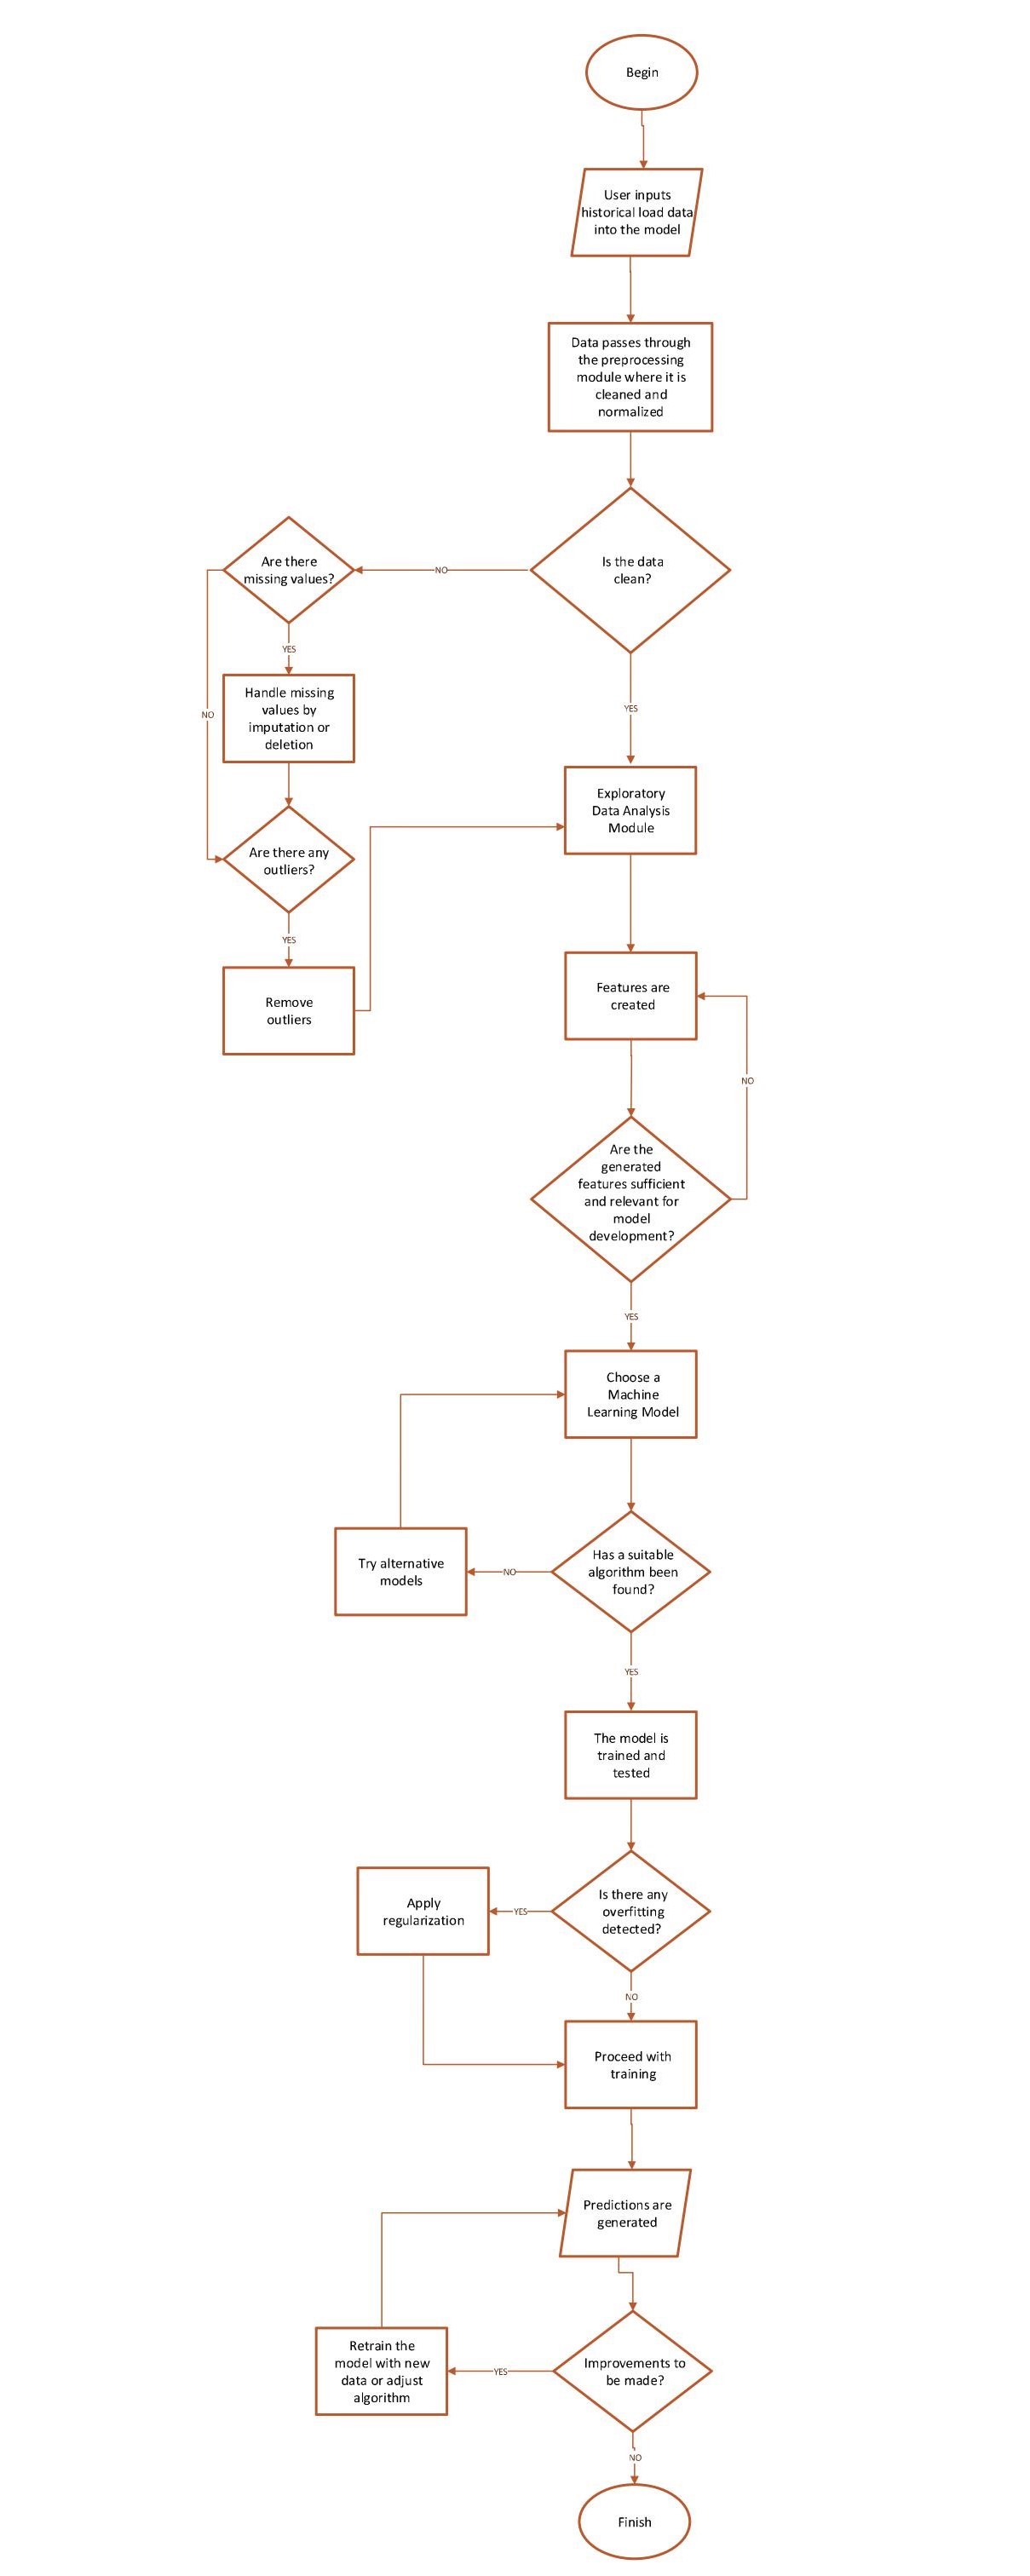 Begin
User inputs
historical load data
into the model
Data passes through
the preprocessing
module where it is
cleaned and
normalized
Is the data
clean?
NO
Are there
missing values?
YES
Handle missing
values by
imputation or
deletion
NO
Are there any
outliers?
YES
Remove
outliers
YES
Exploratory
Data Analysis
Module
Features are
created
NO
Are the
generated
features sufficient
and relevant for
model
development?
YES
Choose a
Machine
Learning Model
Has a suitable
algorithm been
found?
NO
Try alternative
models
YES
The model is
trained and
tested
Is there any
overfitting
detected?
YES
Apply
regularization
NO
Proceed with
training
Predictions are
generated
Improvements to
be made?
YES
Retrain the
model with new
data or adjust
algorithm
NO
Finish